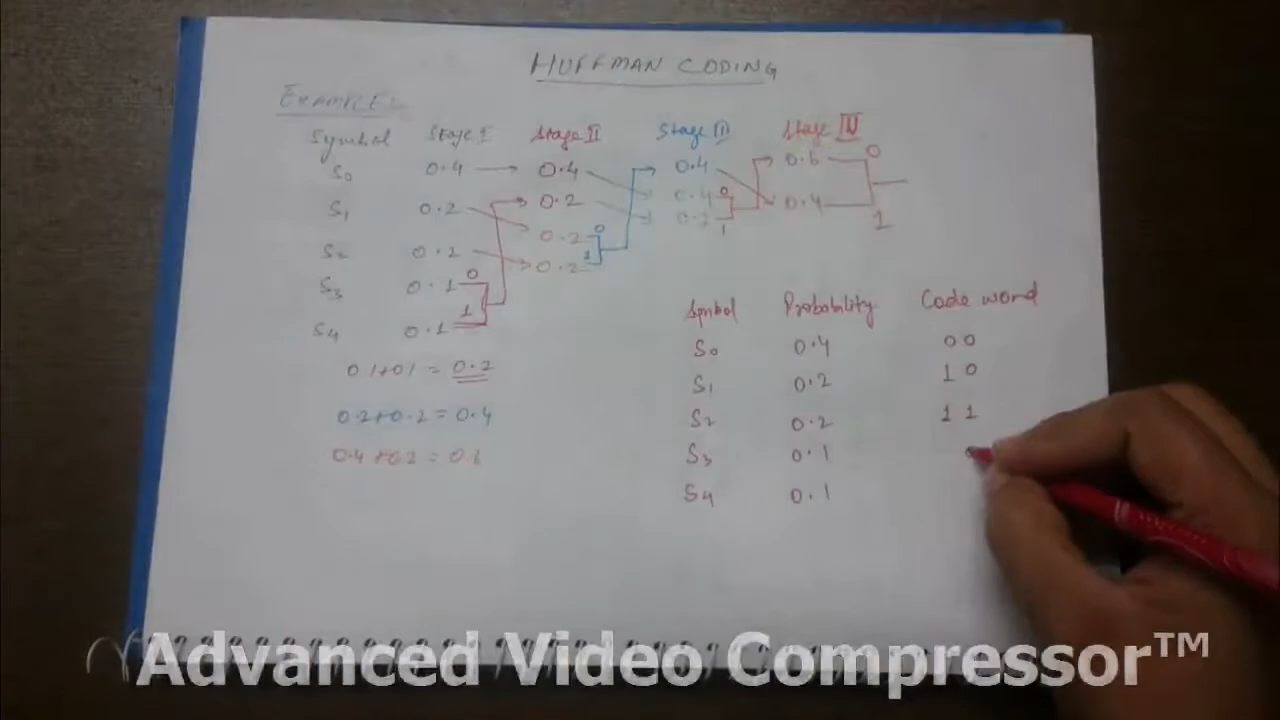 HUFFMAN CODING
EXAMPLE:
Symbol Stage I Stage II Stage III Stage IV
S0 0.4 0.4 0.4 0.6 0
S1 0.2 0.2 0.4 0 0.4 1
S2 0.2 0.2 0 0.2 1
S3 0.1 0 0.2 1
S4 0.1 1
0.1+0.1 = 0.2
0.2+0.2 = 0.4
0.4+0.2 = 0.6
Symbol Probability Code word
S0 0.4 00
S1 0.2 10
S2 0.2 11
S3 0.1 0
S4 0.1
Advanced Video Compressor™